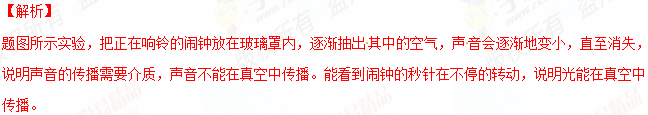 【解析】
题图所示实验，把正在响铃的闹钟放在玻璃罩内，逐渐抽出其中的空气，声音会逐渐地变小，直至消失，
说明声音的传播需要介质，声音不能在真空中传播。能看到闹钟的秒针在不停的转动，说明光能在真空中
传播。